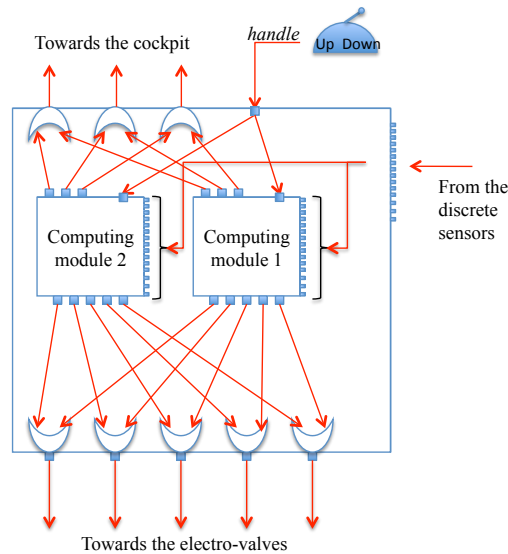 Towards the cockpit
handle
Up Down
From the
discrete
sensors
Computing
module 2
Computing
module 1
Towards the electro-valves